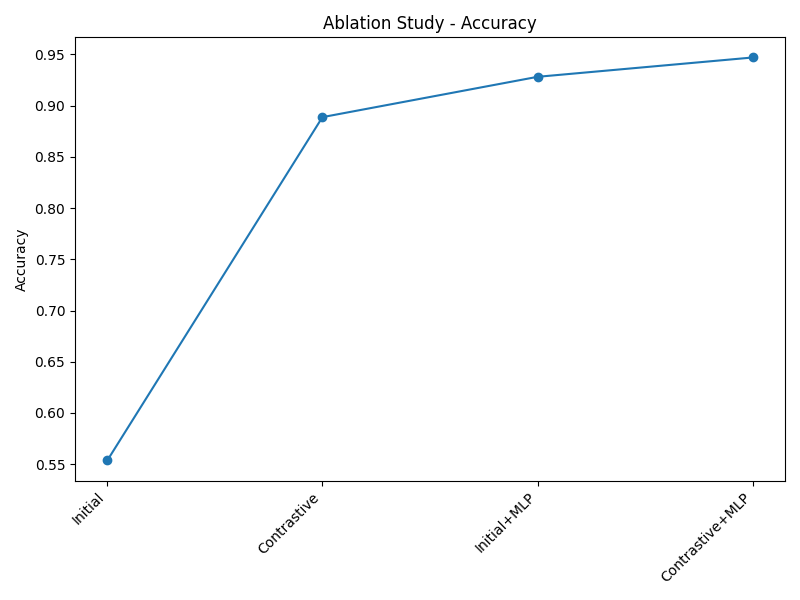 Ablation Study - Accuracy
Accuracy
0.95
0.90
0.85
0.80
0.75
0.70
0.65
0.60
0.55
Initial
Contrastive
Initial+MLP
Contrastive+MLP